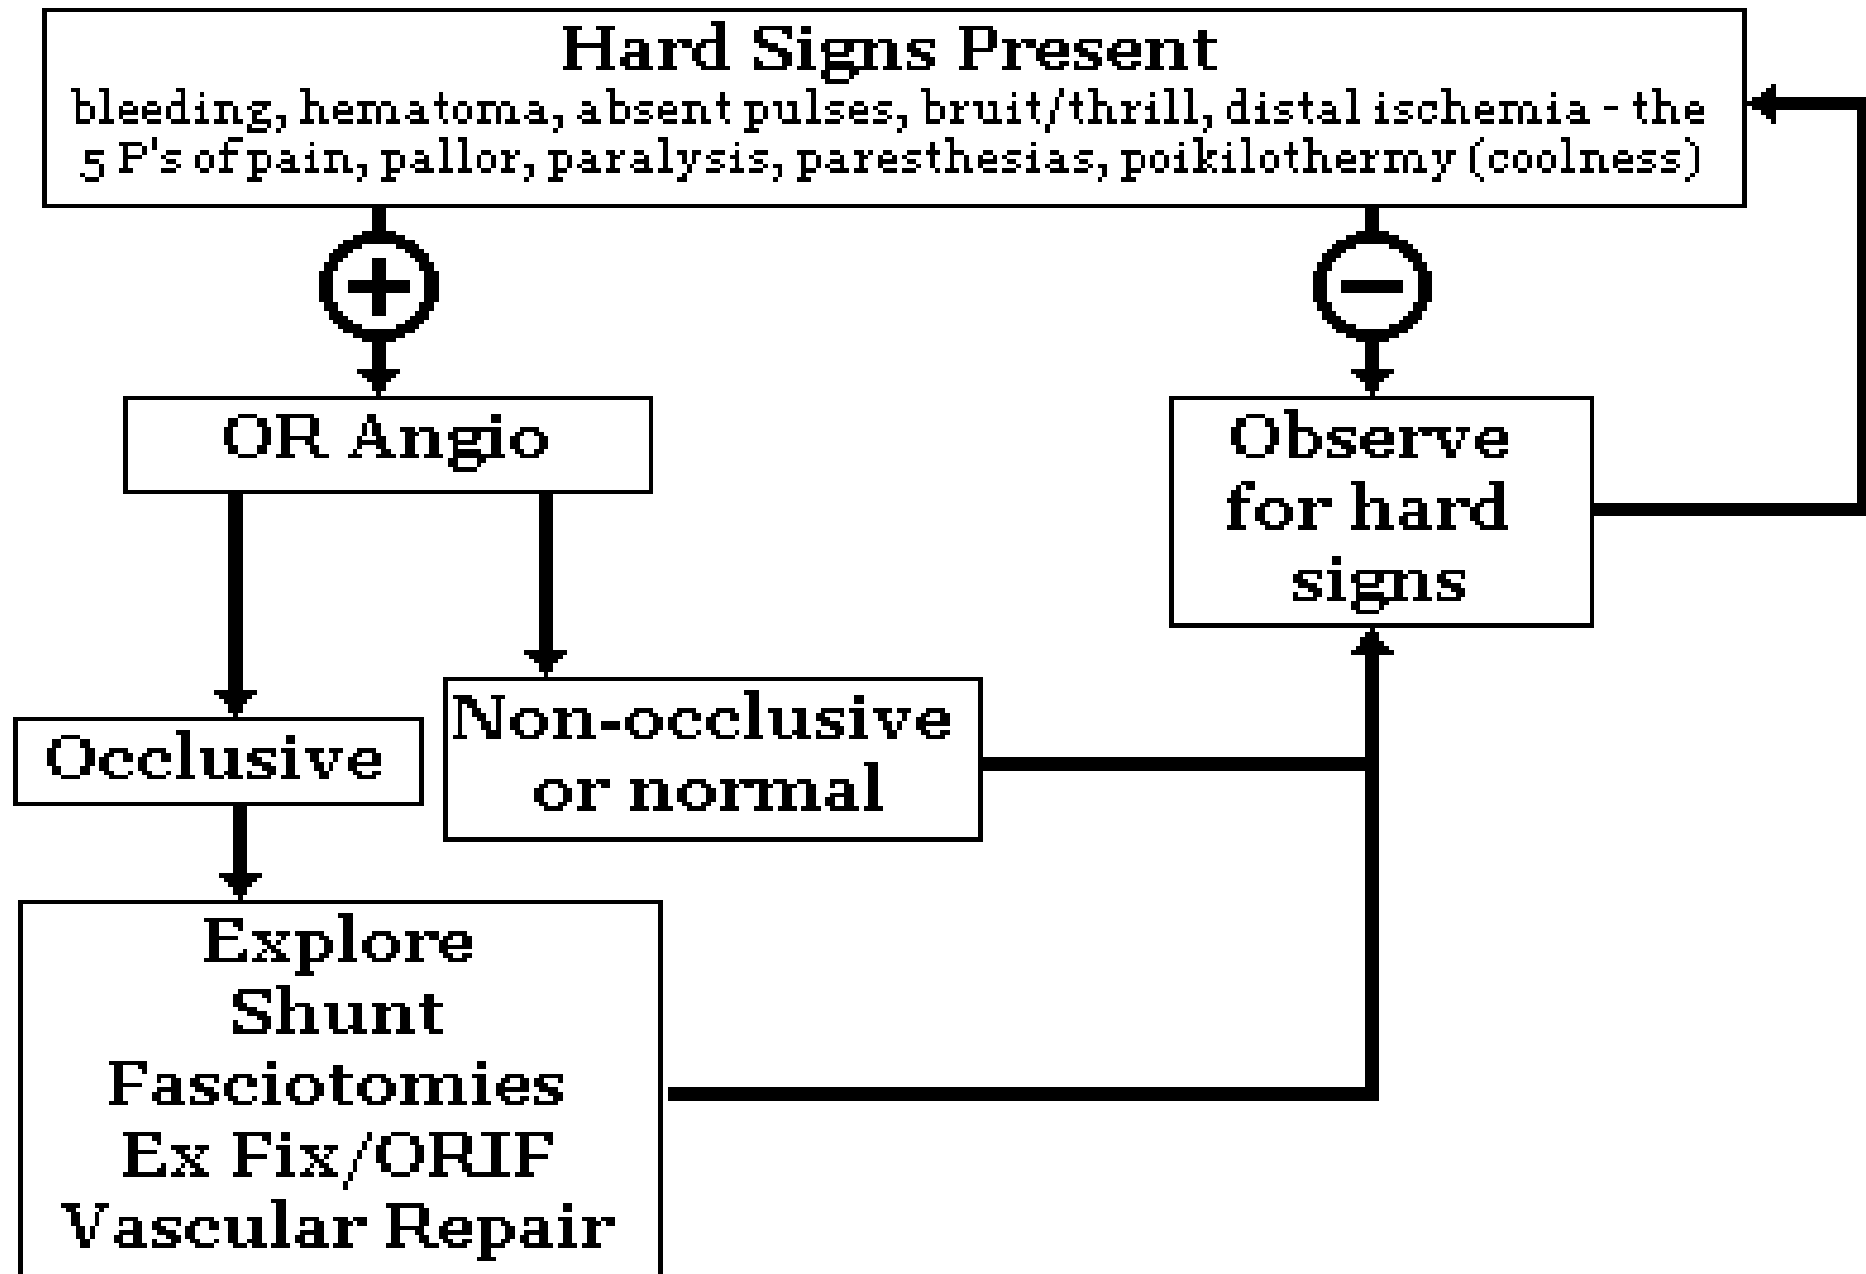 Hard Signs Present
bleeding, hematoma, absent pulses, bruit/thrill, distal ischemia - the
5 P's of pain, pallor, paralysis, paresthesias, poikilothermy (coolness)
+
−
OR Angio
Observe
for hard
signs
Occlusive
Non-occlusive
or normal
Explore
Shunt
Fasciotomies
Ex Fix/ORIF
Vascular Repair